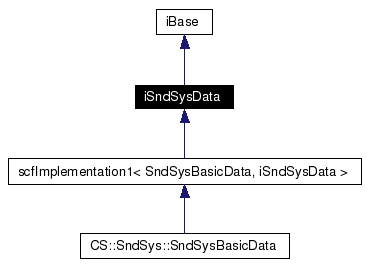 iBase
iSndSysData
scfImplementation1< SndSysBasicData, iSndSysData >
CS::SndSys::SndSysBasicData